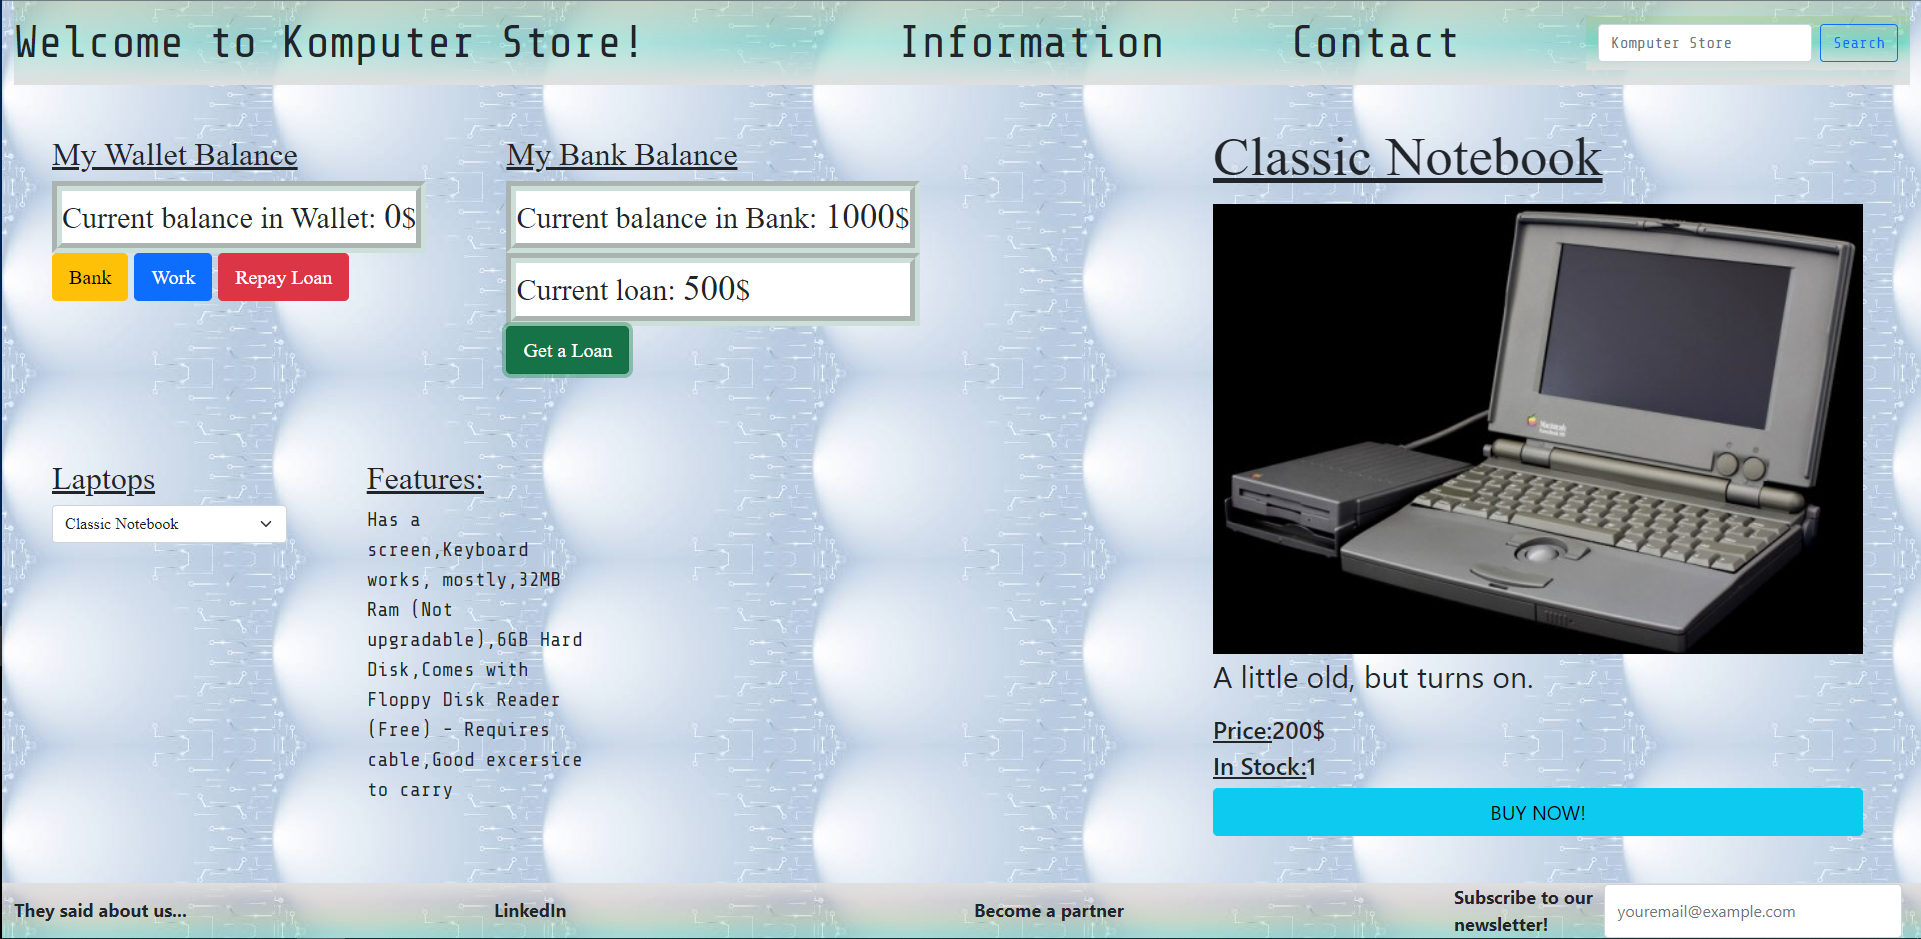 Welcome to Komputer Store!
Information
Contact
Komputer Store
Search
My Wallet Balance
Current balance in Wallet: 0$
Bank
Work
Repay Loan
My Bank Balance
Current balance in Bank: 1000$
Current loan: 500$
Get a Loan
Laptops
Classic Notebook
Features:
Has a
screen,Keyboard
works, mostly,32MB
Ram (Not
upgradable),6GB Hard
Disk,Comes with
Floppy Disk Reader
(Free) - Requires
cable,Good excersice
to carry
Classic Notebook
Macintosh
A little old, but turns on.
Price:200$
In Stock:1
BUY NOW!
They said about us...
LinkedIn
Become a partner
Subscribe to our
newsletter!
youremail@example.com